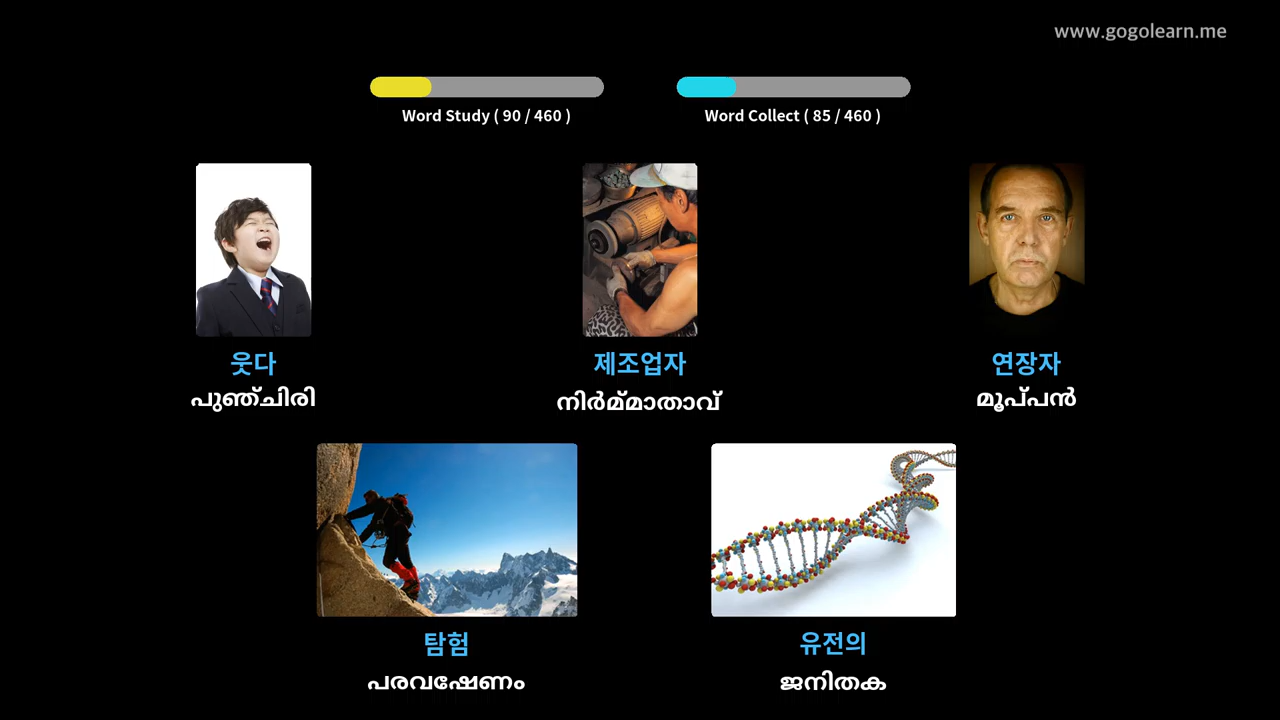 www.gogolearn.me
Word Study ( 90 / 460 )
Word Collect ( 85 / 460 )
웃다
제조업자
연장자
പുഞ്ചിരി
നിർമ്മാതാവ്
മൂപ്പൻ
탐험
유전의
പരവഷേണം
ജനിതക